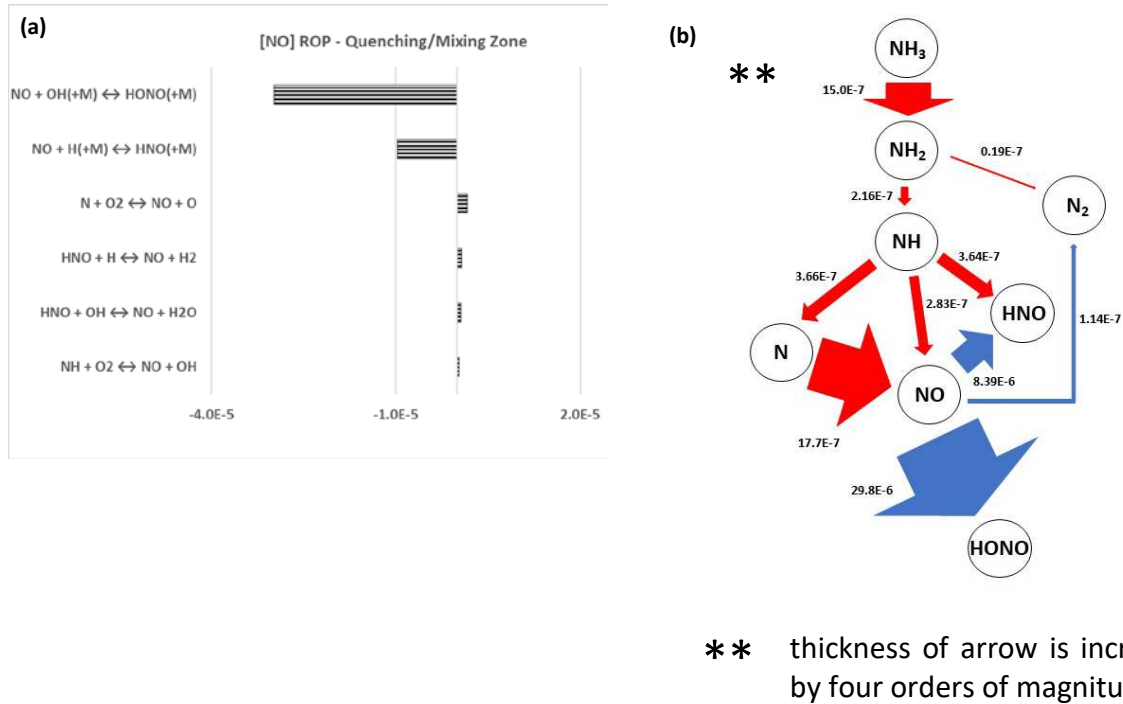 (a)
[NO] ROP - Quenching/Mixing Zone
NO + OH(+M) ↔ HONO(+M)
NO + H(+M) ↔ HNO(+M)
N + O2 ↔ NO + O
HNO + H ↔ NO + H2
HNO + OH ↔ NO + H2O
NH + O2 ↔ NO + OH
-4.0E-5 -1.0E-5 2.0E-5
(b)
**
NH₃
15.0E-7
NH₂
0.19E-7
2.16E-7
N₂
NH
3.66E-7
3.64E-7
2.83E-7
HNO
1.14E-7
N
8.39E-6
NO
17.7E-7
29.8E-6
HONO
** thickness of arrow is
by four orders of